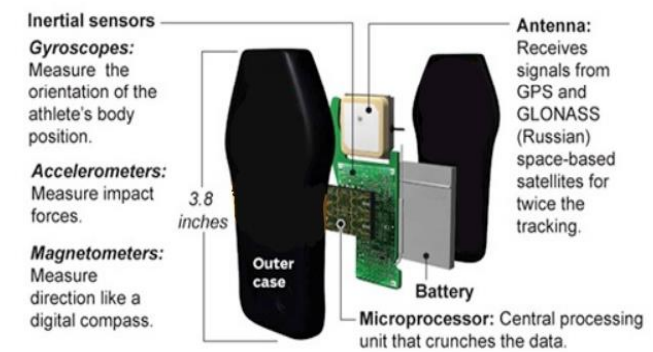 Inertial sensors
Gyroscopes:
Measure the
orientation of the
athlete's body
position.
Accelerometers:
Measure impact
forces.
Magnetometers:
Measure
direction like a
digital compass.
3.8
inches
Outer
case
Antenna:
Receives
signals from
GPS and
GLONASS
(Russian)
space-based
satellites for
twice the
tracking.
Battery
Microprocessor: Central processing
unit that crunches the data.